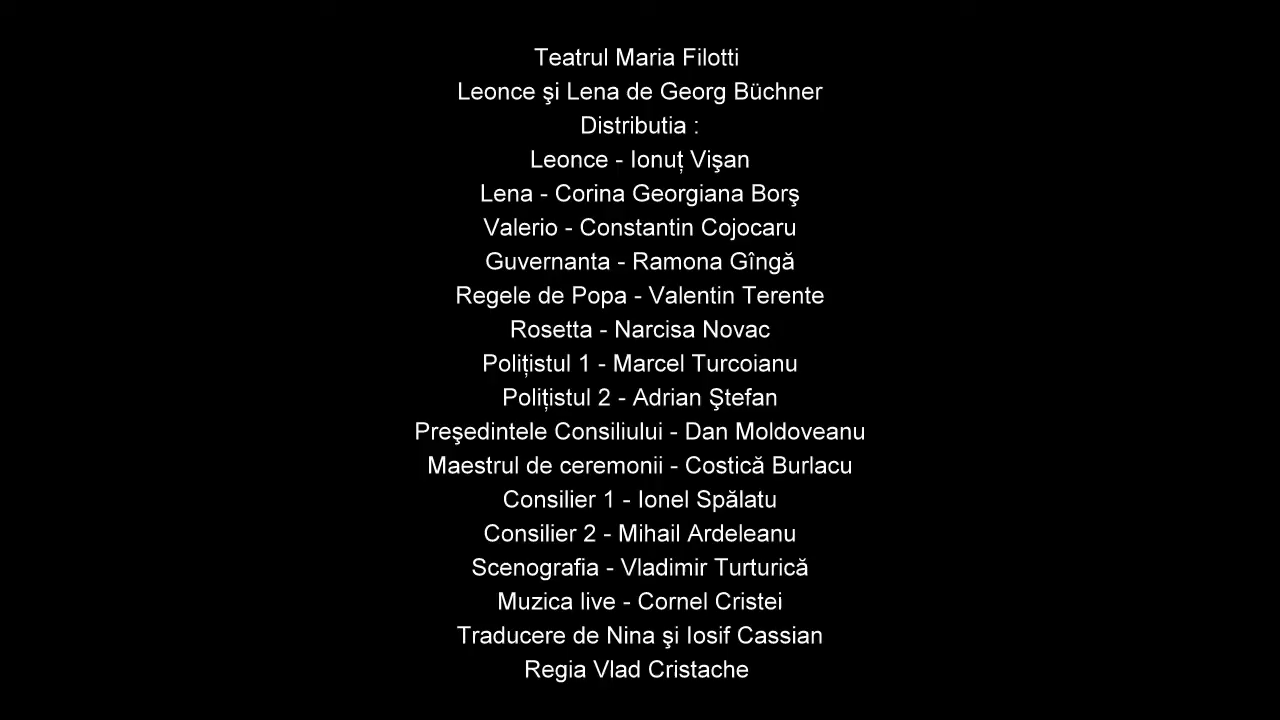 Teatrul Maria Filotti
Leonce şi Lena de Georg Büchner
Distributia :
Leonce - Ionuț Vişan
Lena - Corina Georgiana Borş
Valerio - Constantin Cojocaru
Guvernanta - Ramona Gîngă
Regele de Popa - Valentin Terente
Rosetta - Narcisa Novac
Polițistul 1 - Marcel Turcoianu
Polițistul 2 - Adrian Ştefan
Preşedintele Consiliului - Dan Moldoveanu
Maestrul de ceremonii - Costică Burlacu
Consilier 1 - Ionel Spălatu
Consilier 2 - Mihail Ardeleanu
Scenografia - Vladimir Turturică
Muzica live - Cornel Cristei
Traducere de Nina şi Iosif Cassian
Regia Vlad Cristache